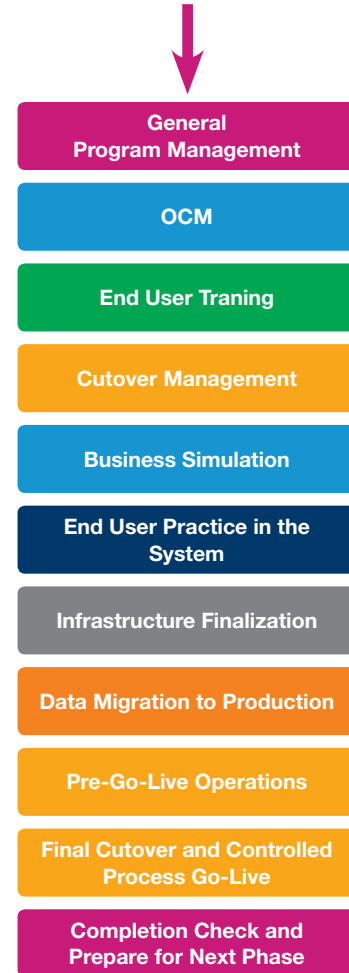 General
Program Management
OCM
End User Traning
Cutover Management
Business Simulation
End User Practice in the
System
Infrastructure Finalization
Data Migration to Production
Pre-Go-Live Operations
Final Cutover and Controlled
Process Go-Live
Completion Check and
Prepare for Next Phase